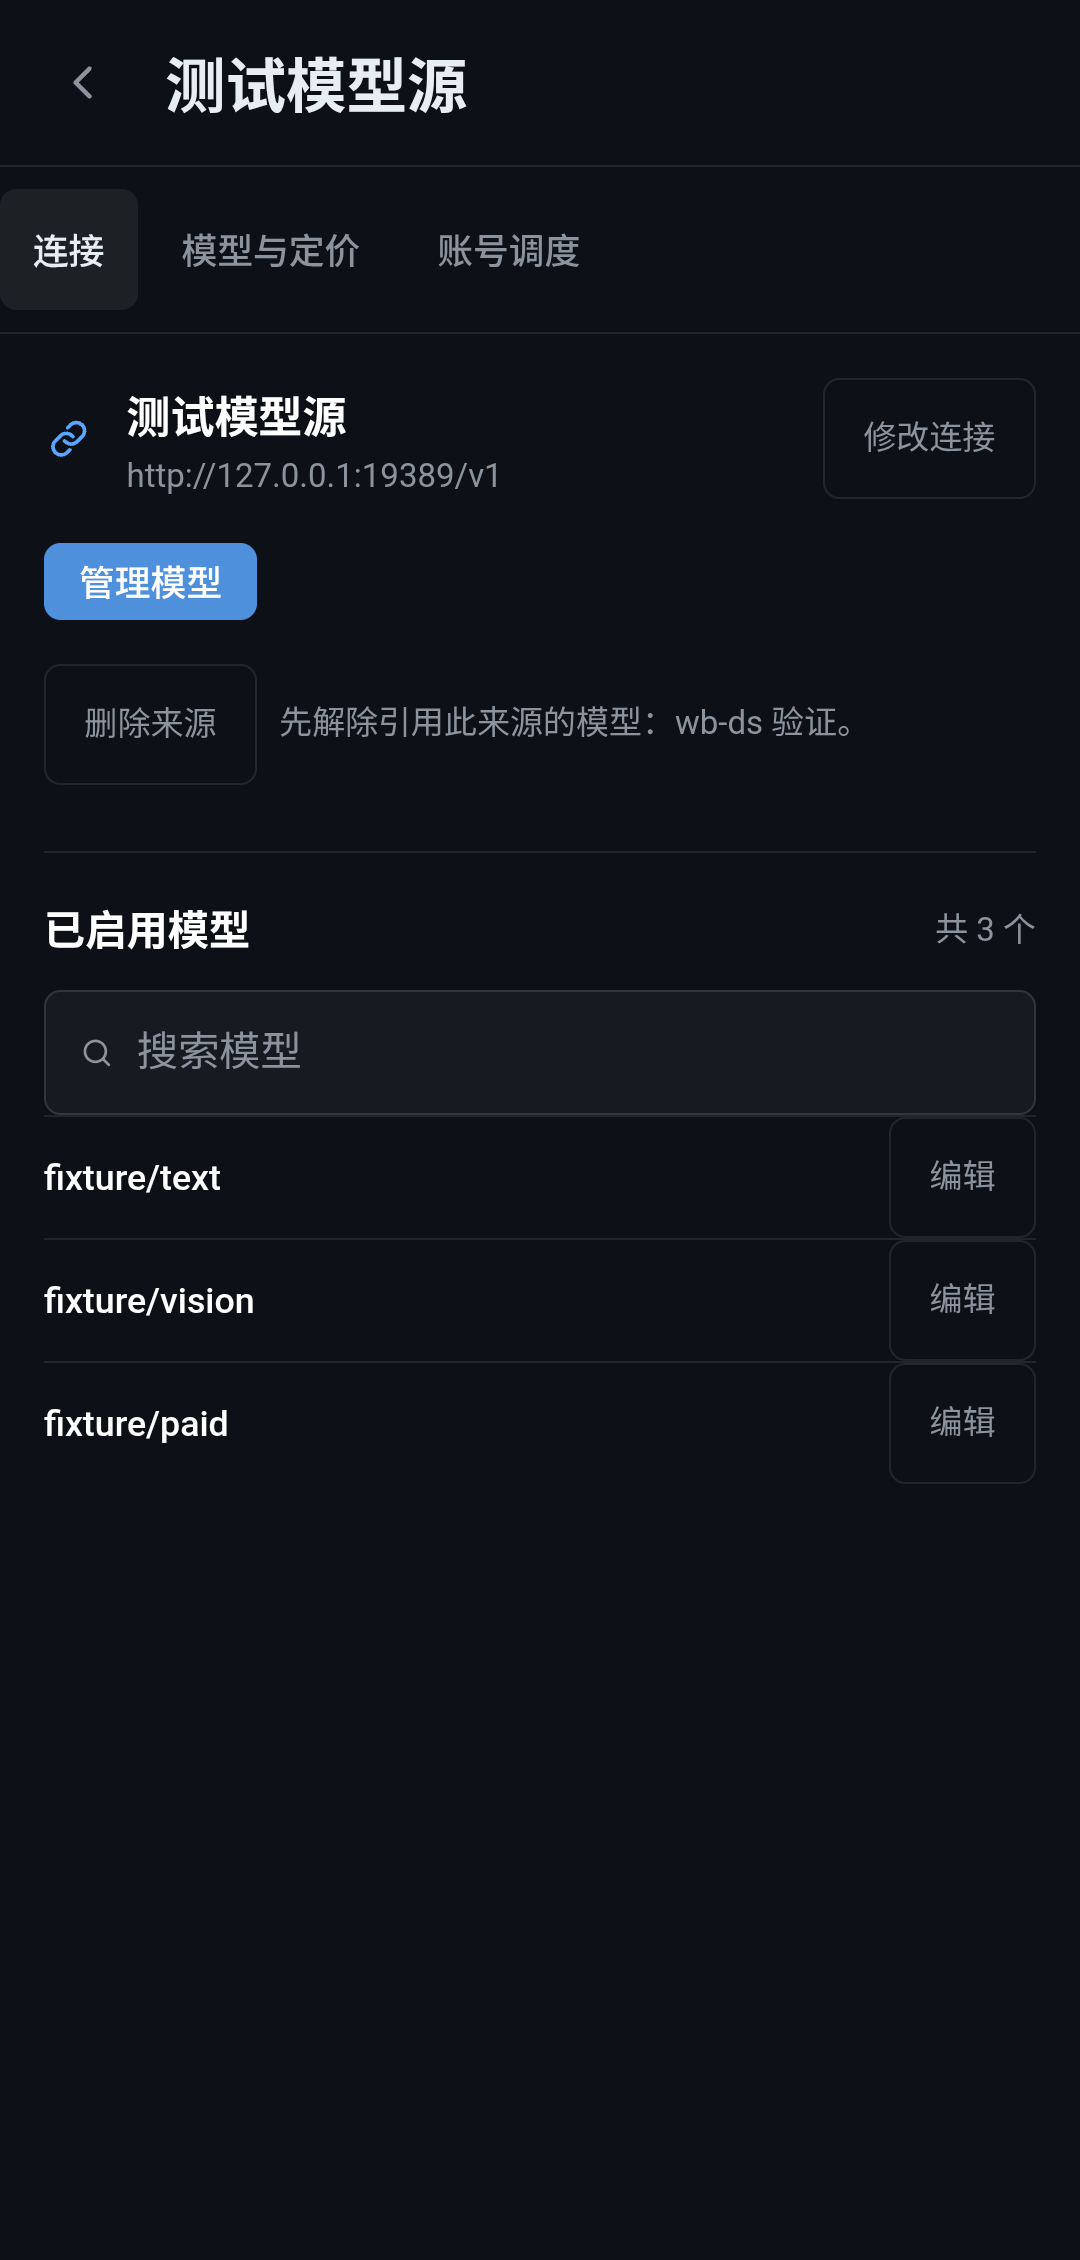 测试模型源
连接 模型与定价 账号调度
测试模型源
http://127.0.0.1:19389/v1
修改连接
管理模型
删除来源 先解除引用此来源的模型：wb-ds 验证。
已启用模型 共 3 个
搜索模型
fixture/text 编辑
fixture/vision 编辑
fixture/paid 编辑